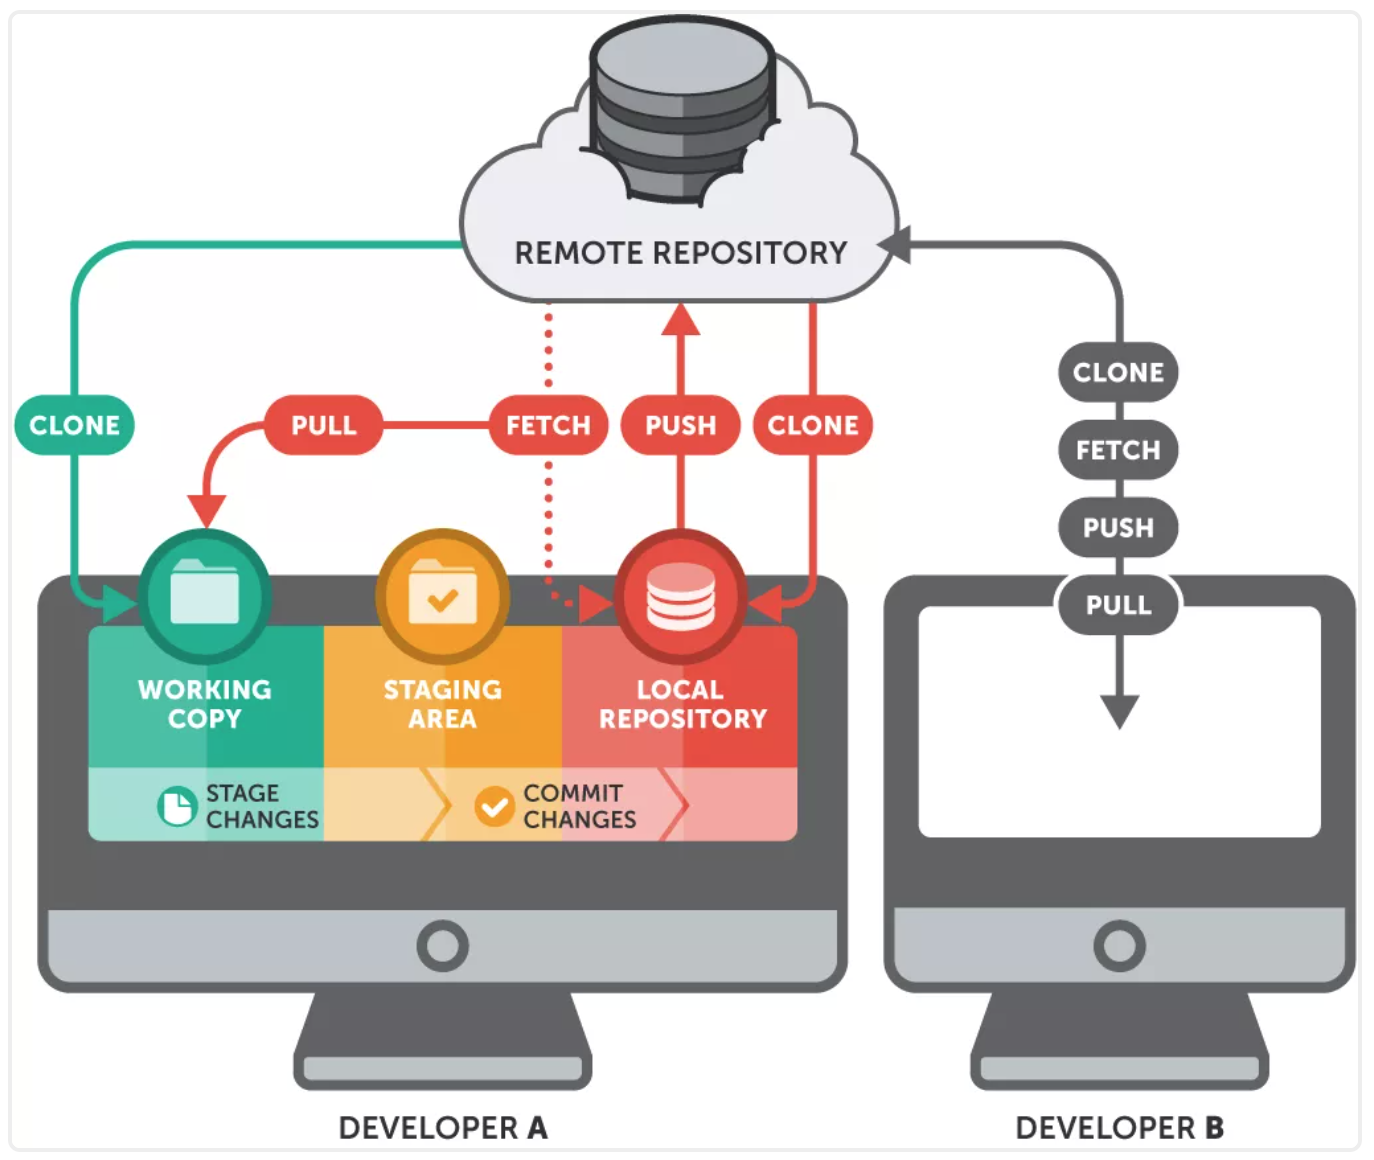 REMOTE REPOSITORY
CLONE
PULL
FETCH
PUSH
CLONE
CLONE
FETCH
PUSH
PULL
WORKING
COPY
STAGING
AREA
LOCAL
REPOSITORY
STAGE
CHANGES
COMMIT
CHANGES
DEVELOPER A
DEVELOPER B